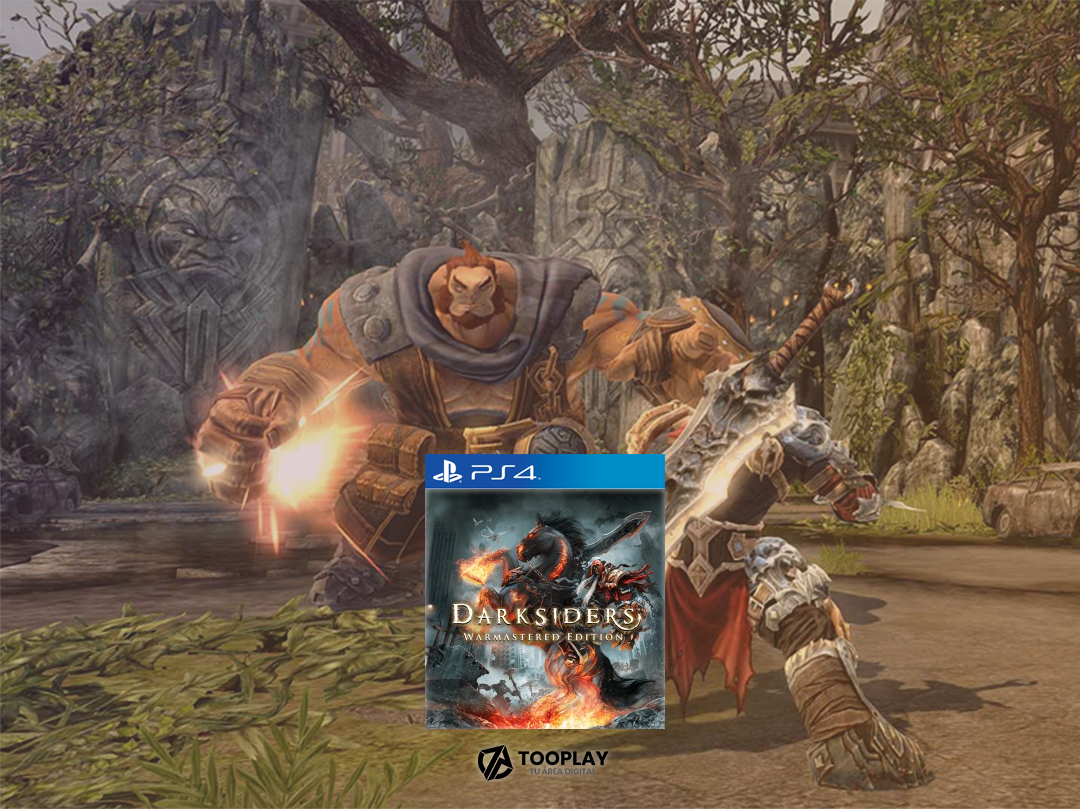 PS4
DARKSIDERS
WARMASTERED EDITION
TOOPLAY
TU ÁREA DIGITAL